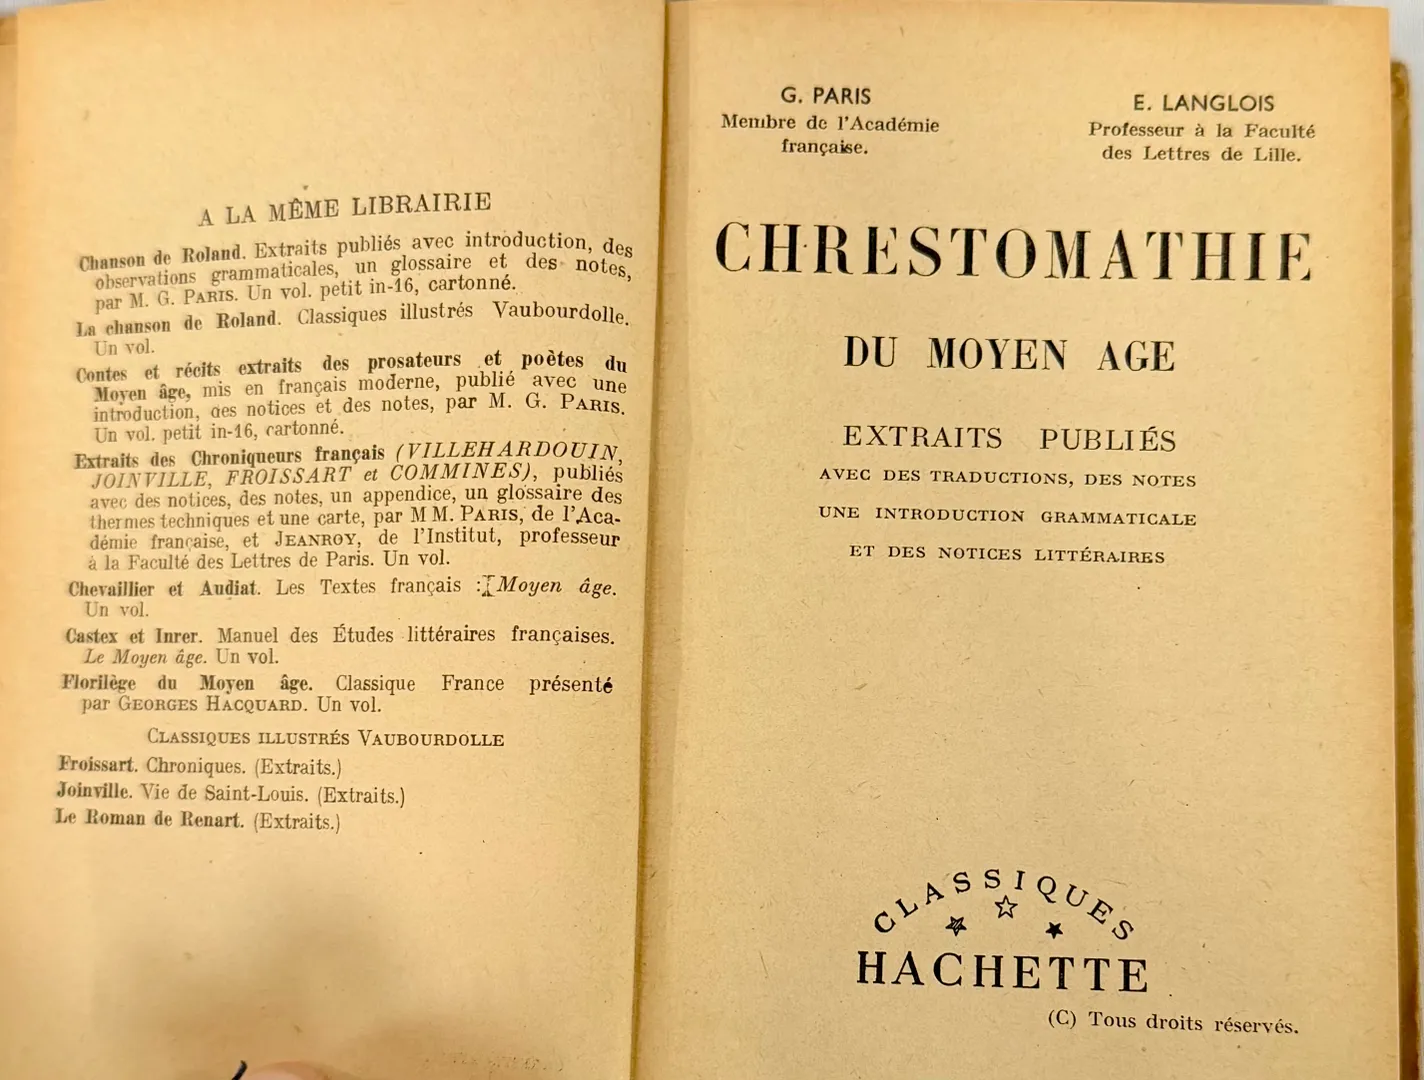 A LA MÊME LIBRAIRIE
Chanson de Roland. Extraits publiés avec introduction, des
observations grammaticales, un glossaire et des notes,
par M. G. PARIS. Un vol. petit in-16, cartonné.
La chanson de Roland. Classiques illustrés Vaubourdolle.
Un vol.
Contes et récits extraits des prosateurs et poètes du
Moyen âge, mis en français moderne, publié avec une
introduction, des notices et des notes, par M. G. PARIS.
Un vol. petit in-16, cartonné.
Extraits des Chroniqueurs français (VILLEHARDOUIN,
JOINVILLE, FROISSART et COMMINES), publiés
avec des notices, des notes, un appendice, un glossaire des
thermes techniques et une carte, par MM. PARIS, de l'Aca-
démie française, et JEANROY, de l'Institut, professeur
à la Faculté des Lettres de Paris. Un vol.
Chevaillier et Audiat. Les Textes français : Moyen âge.
Un vol.
Castex et Inrer. Manuel des Études littéraires françaises.
Le Moyen âge. Un vol.
Florilège du Moyen âge. Classique France présenté
par GEORGES HACQUARD. Un vol.
CLASSIQUES ILLUSTRÉS VAUBOURDOLLE
Froissart. Chroniques. (Extraits.)
Joinville. Vie de Saint-Louis. (Extraits.)
Le Roman de Renart. (Extraits.)
G. PARIS
Membre de l'Académie
française.
E. LANGLOIS
Professeur à la Faculté
des Lettres de Lille.
CHRESTOMATHIE
DU MOYEN AGE
EXTRAITS PUBLIÉS
AVEC DES TRADUCTIONS, DES NOTES
UNE INTRODUCTION GRAMMATICALE
ET DES NOTICES LITTÉRAIRES
CLASSIQUES
HACHETTE
(C) Tous droits réservés.